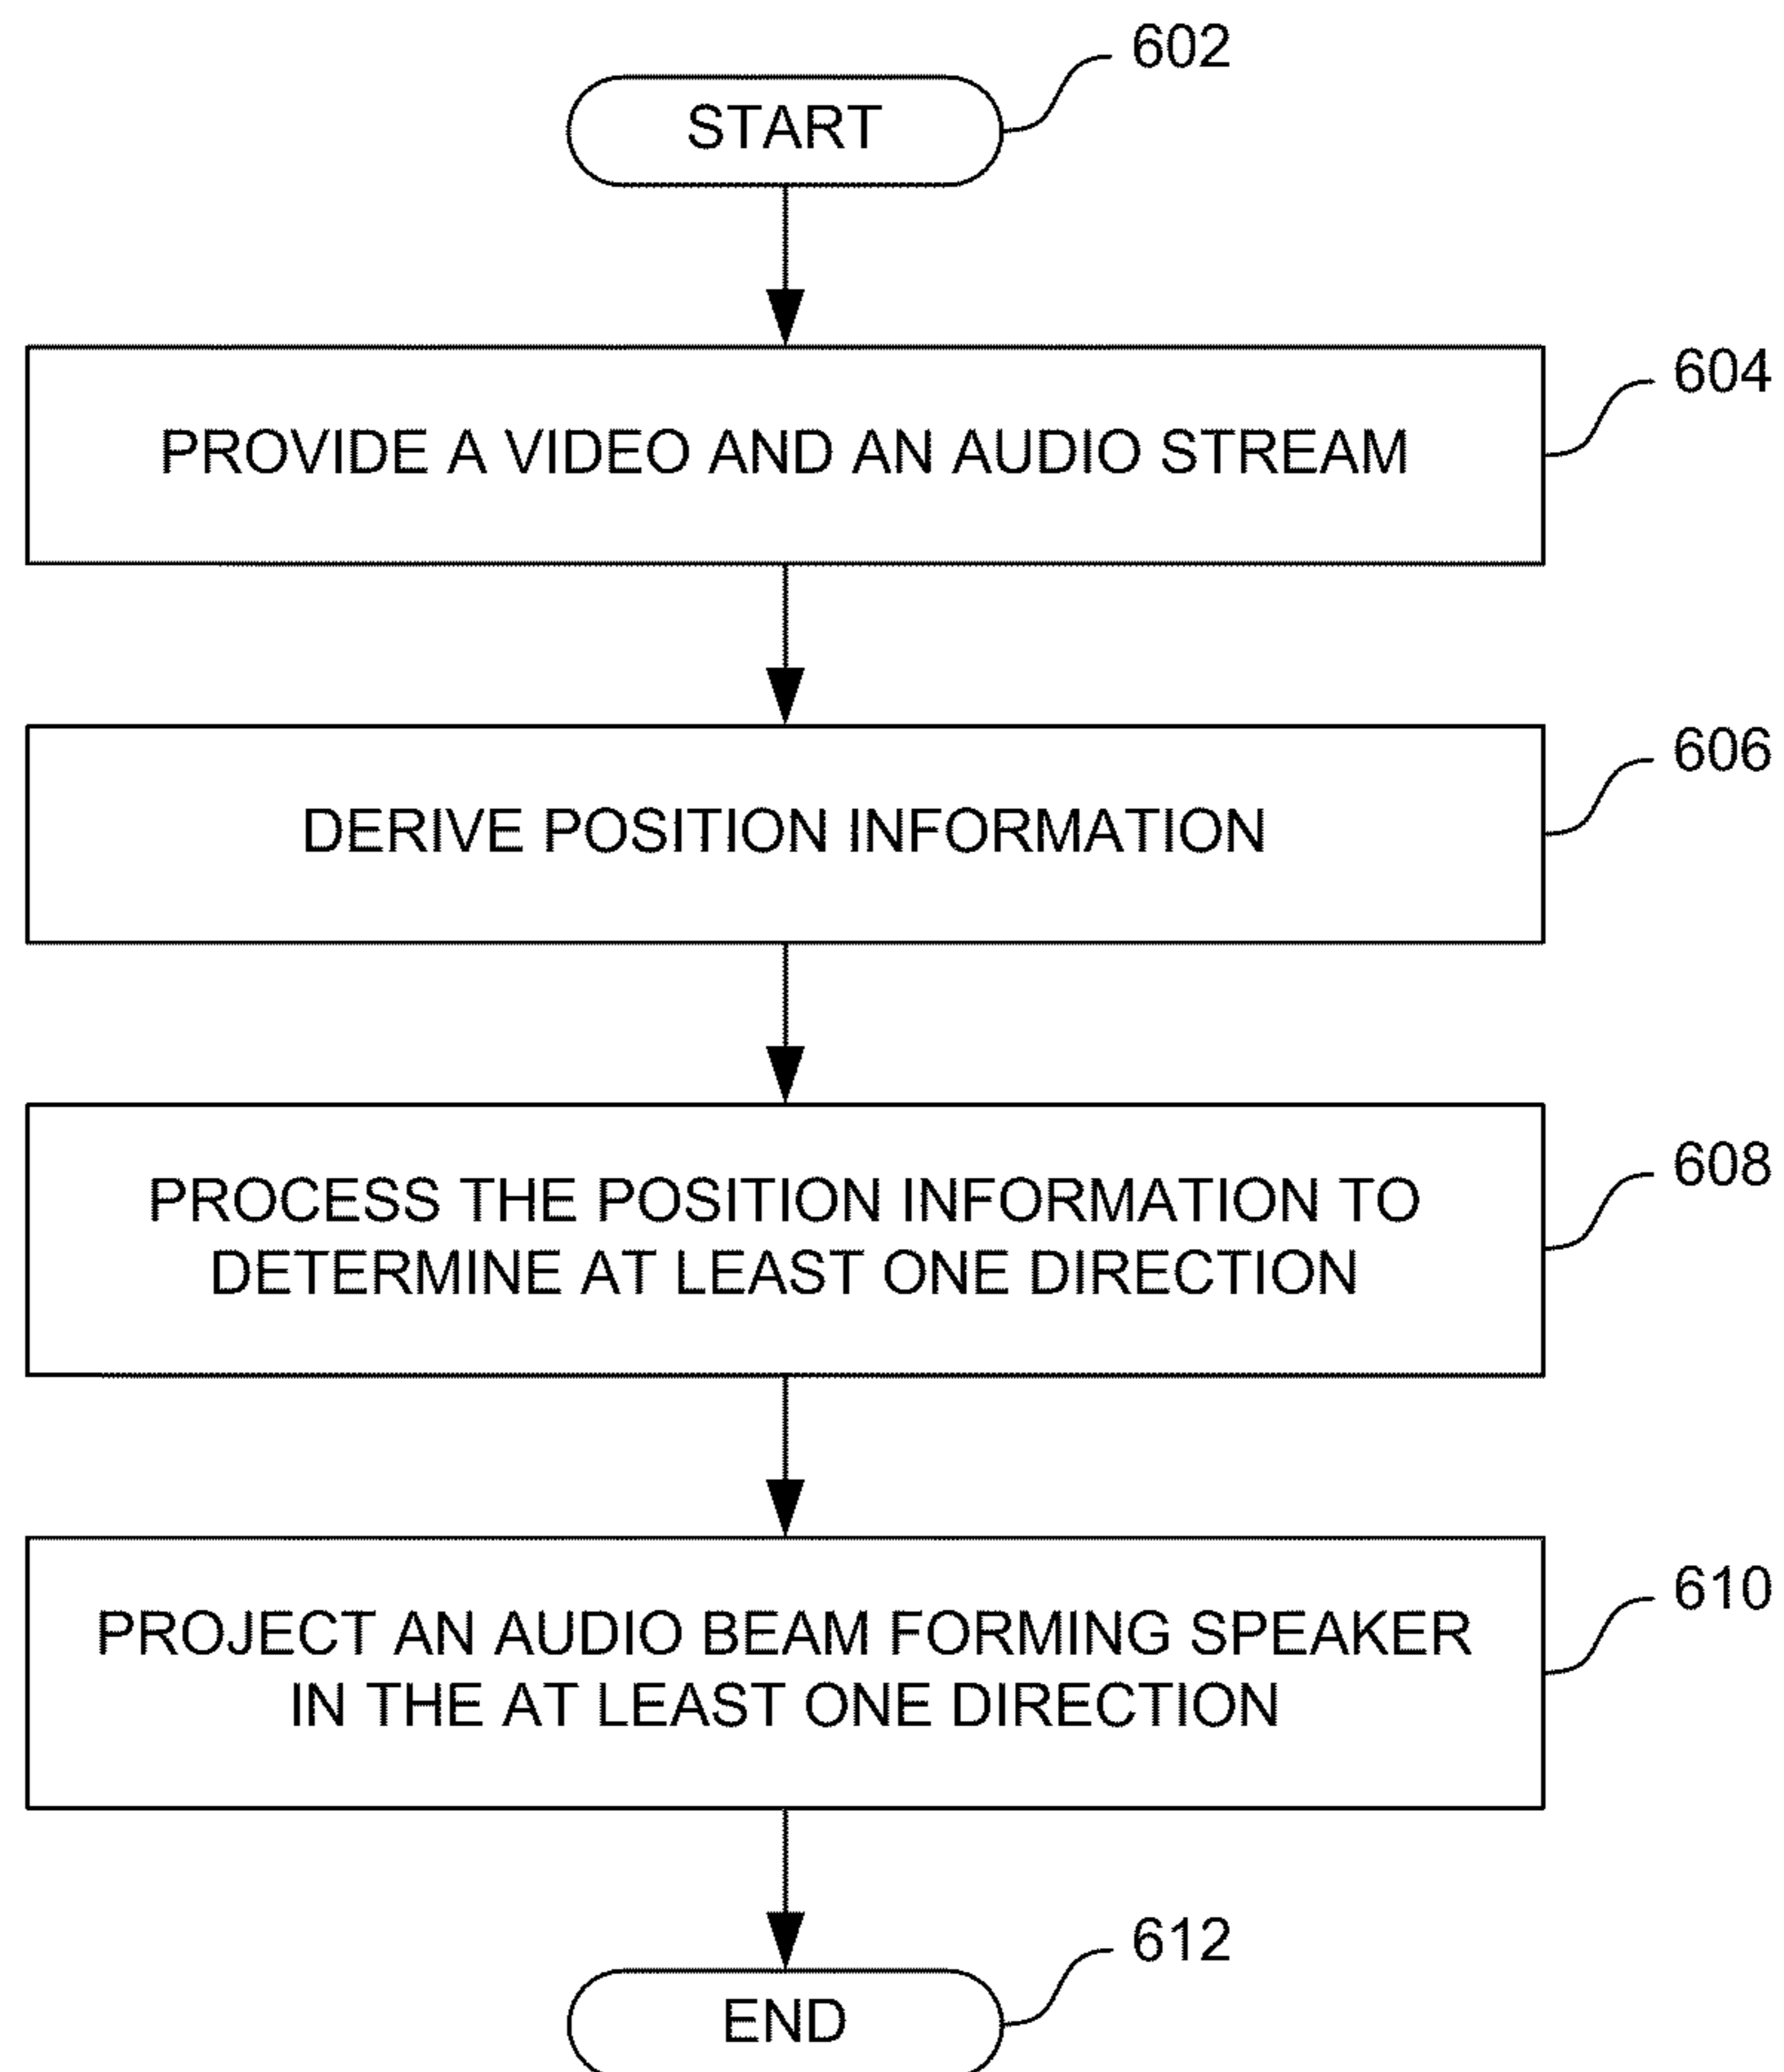 602
START
604
PROVIDE A VIDEO AND AN AUDIO STREAM
606
DERIVE POSITION INFORMATION
608
PROCESS THE POSITION INFORMATION TO
DETERMINE AT LEAST ONE DIRECTION
610
PROJECT AN AUDIO BEAM FORMING SPEAKER
IN THE AT LEAST ONE DIRECTION
612
END